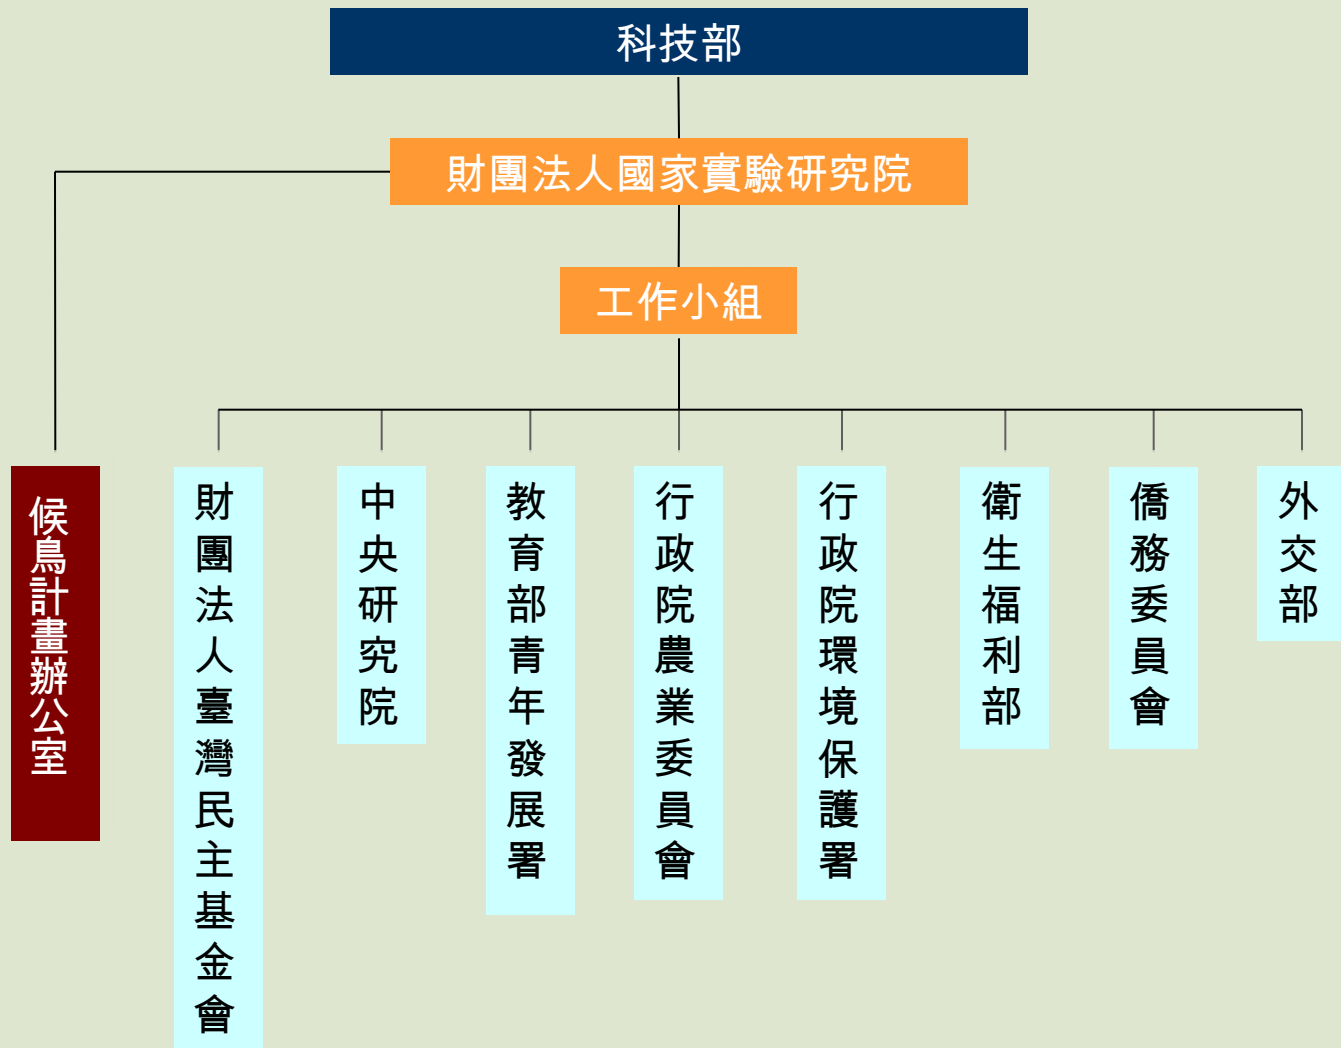 科技部
財團法人國家實驗研究院
工作小組
候鳥計畫辦公室
財團法人臺灣民主基金會
中央研究院
教育部青年發展署
行政院農業委員會
行政院環境保護署
衛生福利部
僑務委員會
外交部